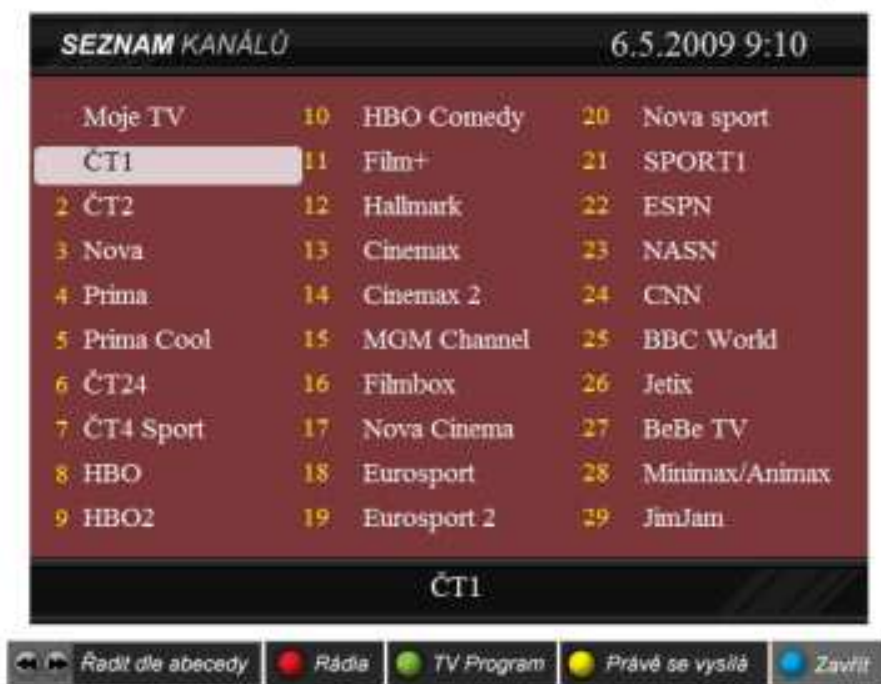 SEZNAM KANÁLŮ 6.5.2009 9:10
Moje TV 10 HBO Comedy 20 Nova sport
ČT1 11 Film+ 21 SPORT1
2 ČT2 12 Hallmark 22 ESPN
3 Nova 13 Cinemax 23 NASN
4 Prima 14 Cinemax 2 24 CNN
5 Prima Cool 15 MGM Channel 25 BBC World
6 ČT24 16 Filmbox 26 Jetix
7 ČT4 Sport 17 Nova Cinema 27 BeBe TV
8 HBO 18 Eurosport 28 Minimax/Animax
9 HBO2 19 Eurosport 2 29 JimJam
ČT1
Řadit dle abecedy Rádia TV Program Právě se vysílá Zavřít